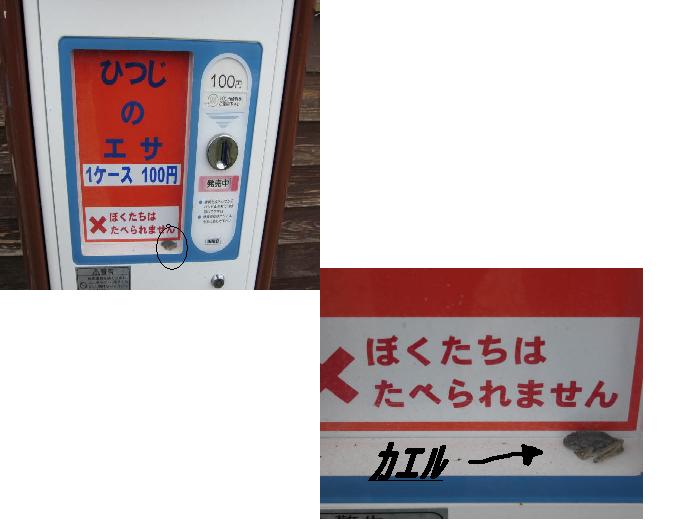 ひつじ
の
エサ
1ケース 100円
ぼくたちは
たべられません
100円
発売中
ぼくたちは
たべられません
カエル